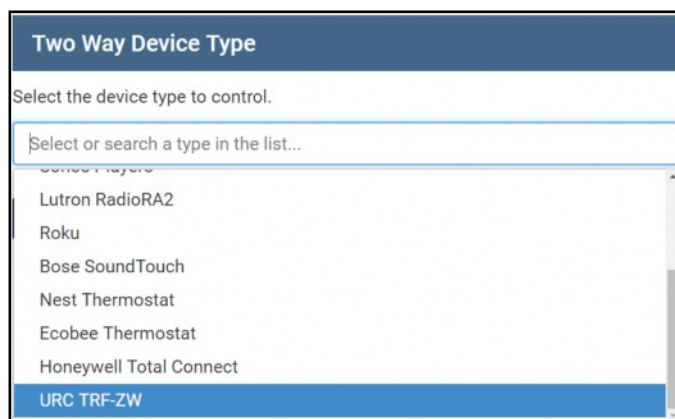 Two Way Device Type
Select the device type to control.
Select or search a type in the list...
Lutron RadioRA2
Roku
Bose SoundTouch
Nest Thermostat
Ecobee Thermostat
Honeywell Total Connect
URC TRF-ZW